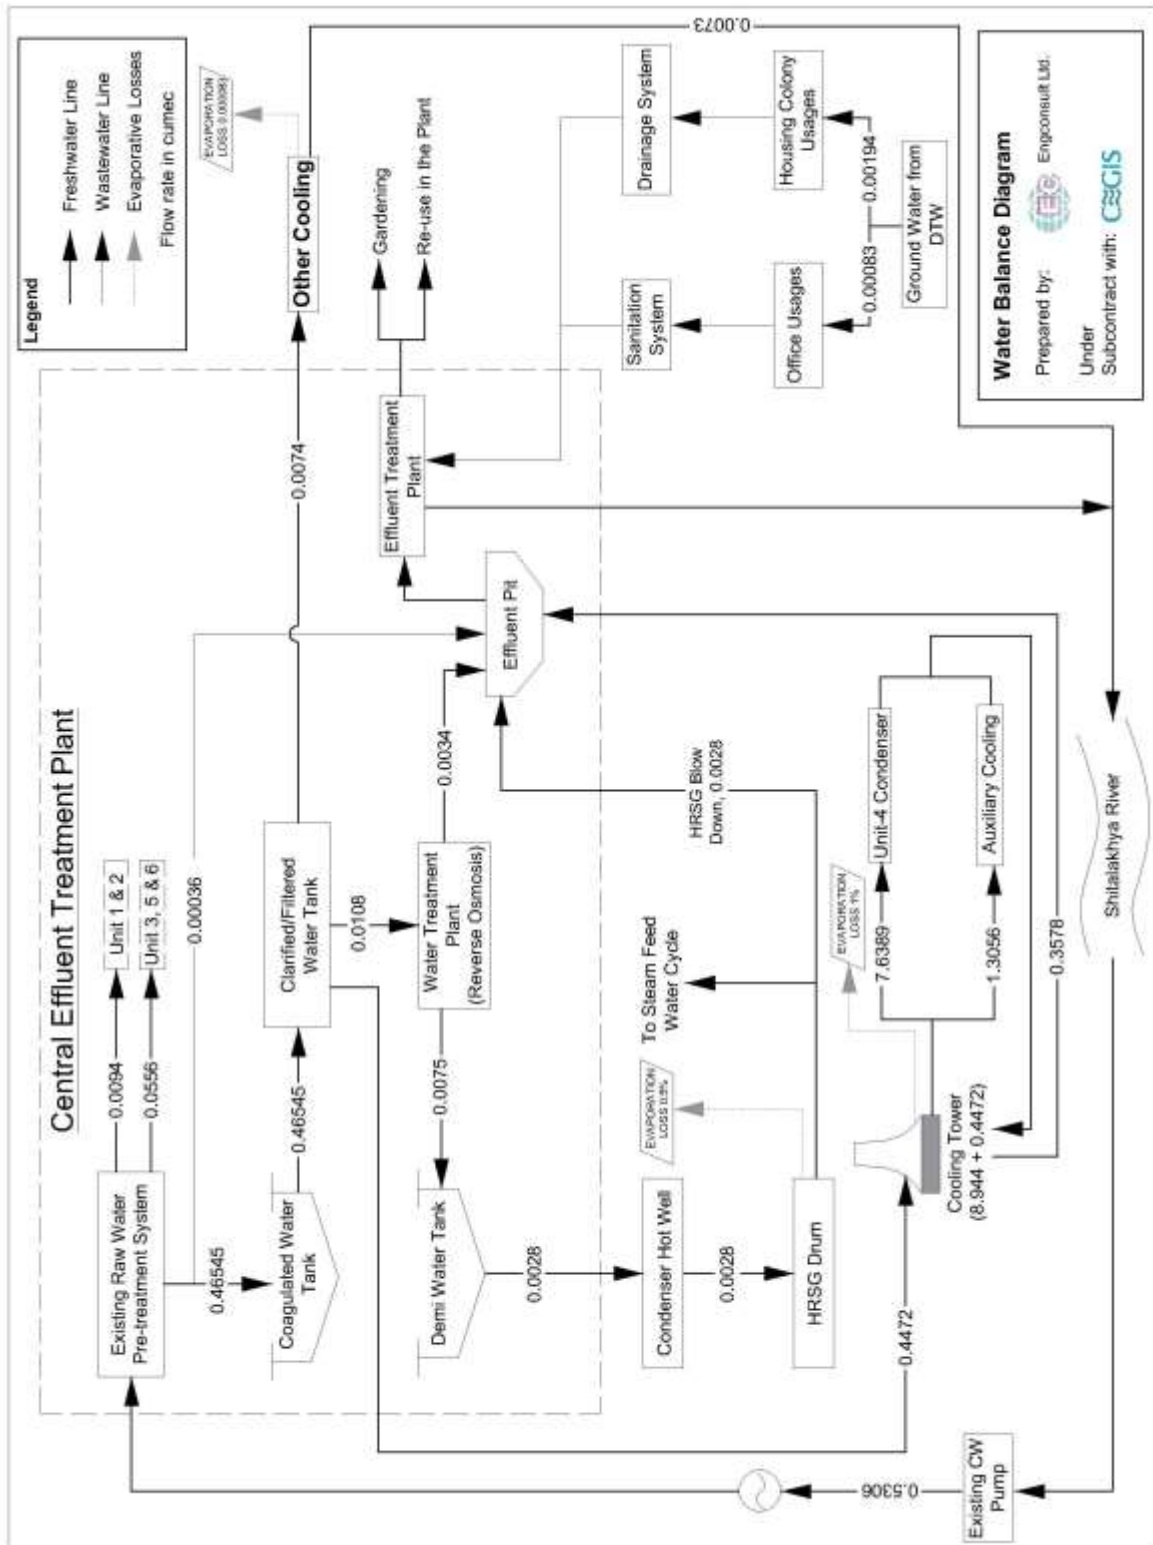 Central Effluent Treatment Plant
Legend
Freshwater Line
Wastewater Line
Evaporative Losses
Flow rate in cumec
Existing Raw Water
Pre-treatment System
0.0094
Unit 1 & 2
0.0556
Unit 3, 5 & 6
0.46545
0.00036
Coagulated Water
Tank
0.46545
Clarified/Filtered
Water Tank
0.0074
Other Cooling
EVAPORATION
0.0073
0.0108
Demi Water Tank
0.0075
Water Treatment
Plant
(Reverse Osmosis)
0.0034
Effluent Pit
Effluent Treatment
Plant
Gardening
Re-use in the Plant
0.0028
Condenser Hot Well
0.0028
HRSG Drum
EVAPORATION
To Steam Feed
Water Cycle
HRSG Blow
Down, 0.0028
Sanitation
System
Drainage System
Office Usages
Housing Colony
Usages
0.00083
0.00194
Ground Water from
DTW
0.4472
Cooling Tower
(8.944 + 0.4472)
EVAPORATION
LOSS 1%
7.6389
Unit-4 Condenser
1.3056
Auxiliary Cooling
0.3578
Existing CW
Pump
0.5306
Shitalakhya River
Water Balance Diagram
Prepared by:
Engconsult Ltd.
Under
Subcontract with: